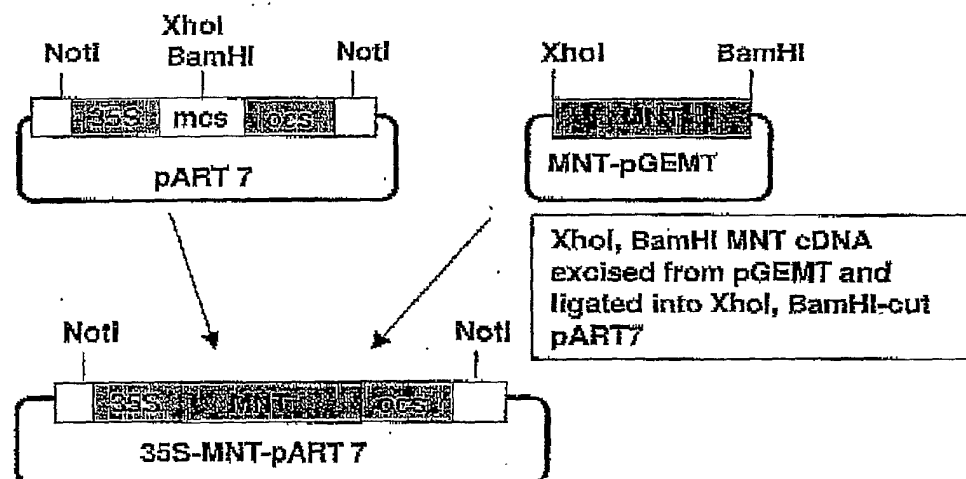 XhoI
NotI BamHI NotI
35S mcs ocs
pART 7
XhoI BamHI
MNT
MNT-pGEMT
XhoI, BamHI MNT cDNA
excised from pGEMT and
ligated into XhoI, BamHI-cut
pART7
NotI NotI
35S MNT ocs
35S-MNT-pART 7